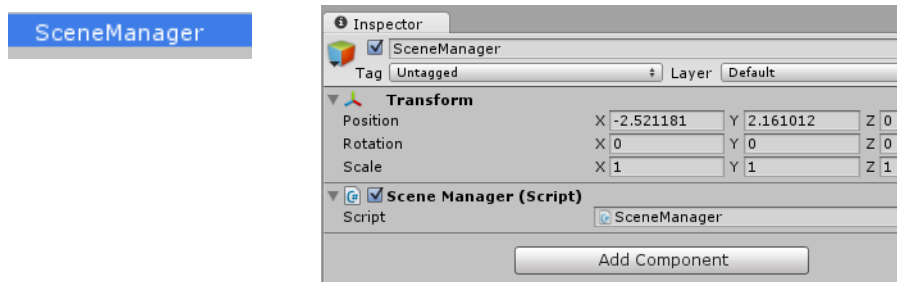 SceneManager
Inspector
SceneManager
Tag Untagged Layer Default
Transform
Position X -2.521181 Y 2.161012 Z 0
Rotation X 0 Y 0 Z 0
Scale X 1 Y 1 Z 1
Scene Manager (Script)
Script SceneManager
Add Component